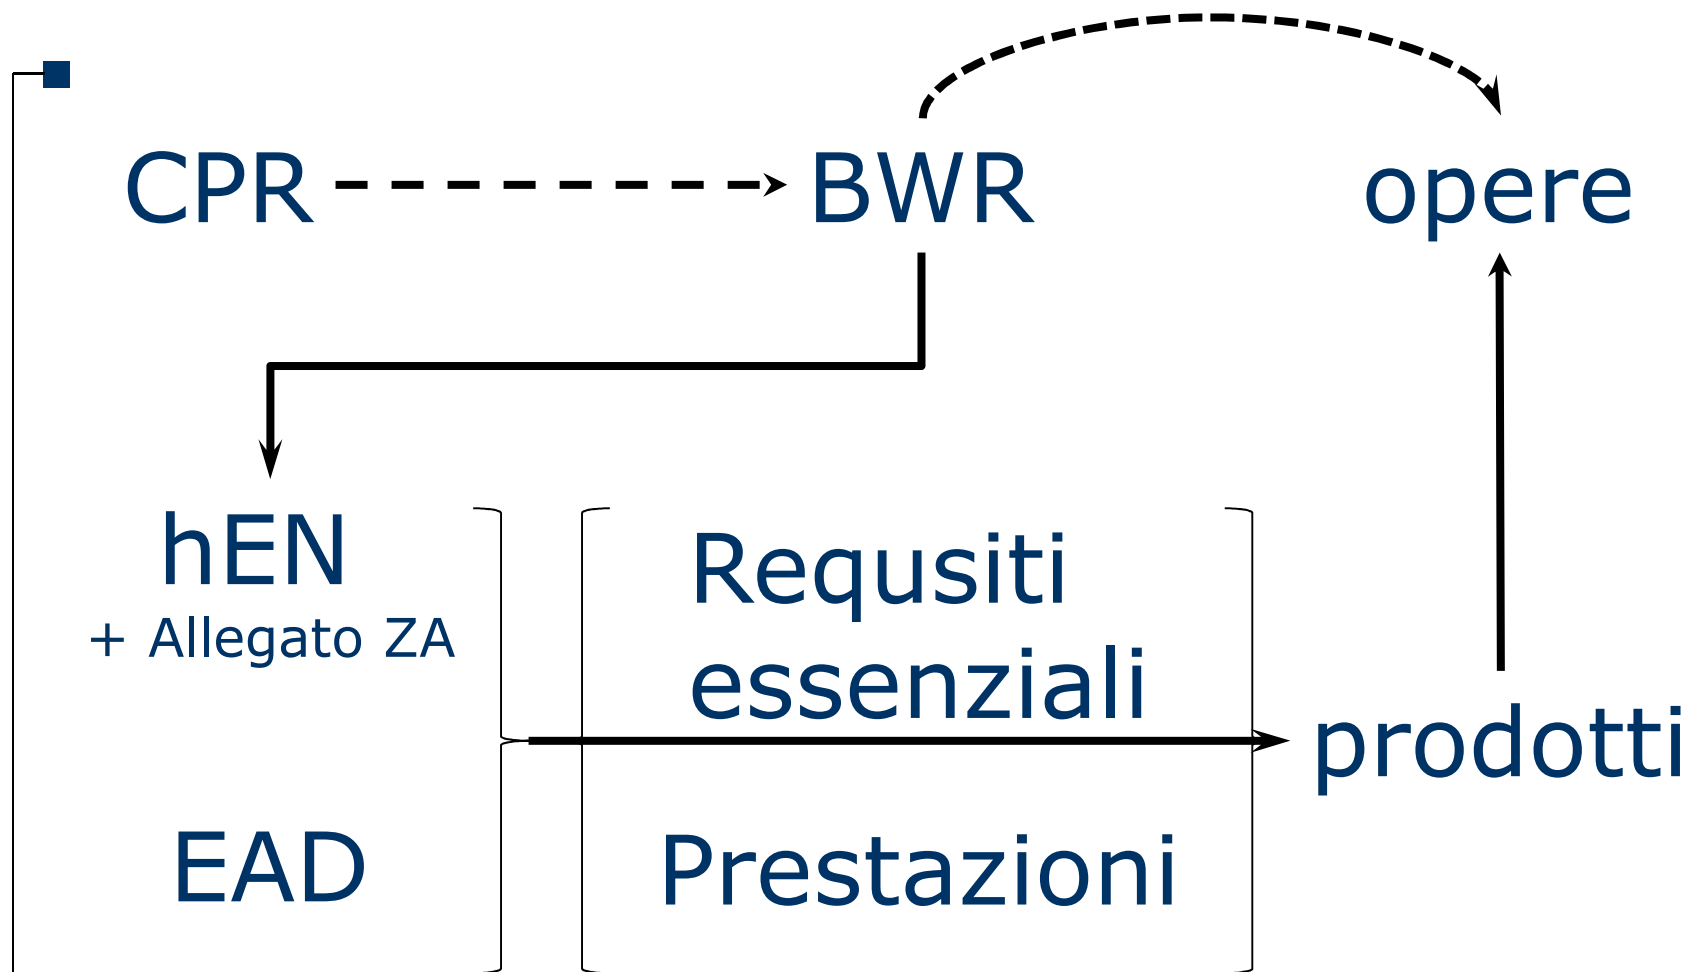 CPR
BWR
opere
hEN
+ Allegato ZA
Requsiti
essenziali
prodotti
EAD
Prestazioni